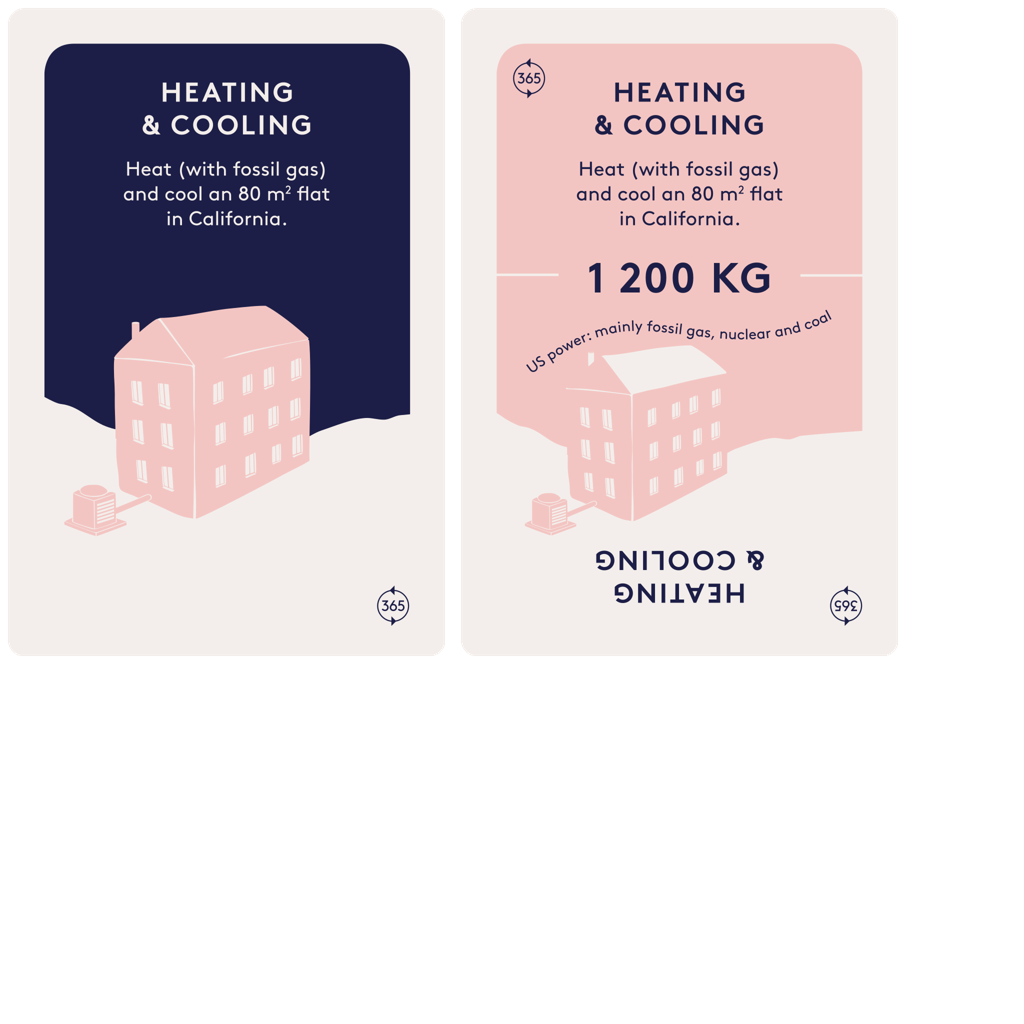 HEATING
& COOLING
Heat (with fossil gas)
and cool an 80 m² flat
in California.
365
365
HEATING
& COOLING
Heat (with fossil gas)
and cool an 80 m² flat
in California.
1 200 KG
US power: mainly fossil gas, nuclear and coal
HEATING
& COOLING
365